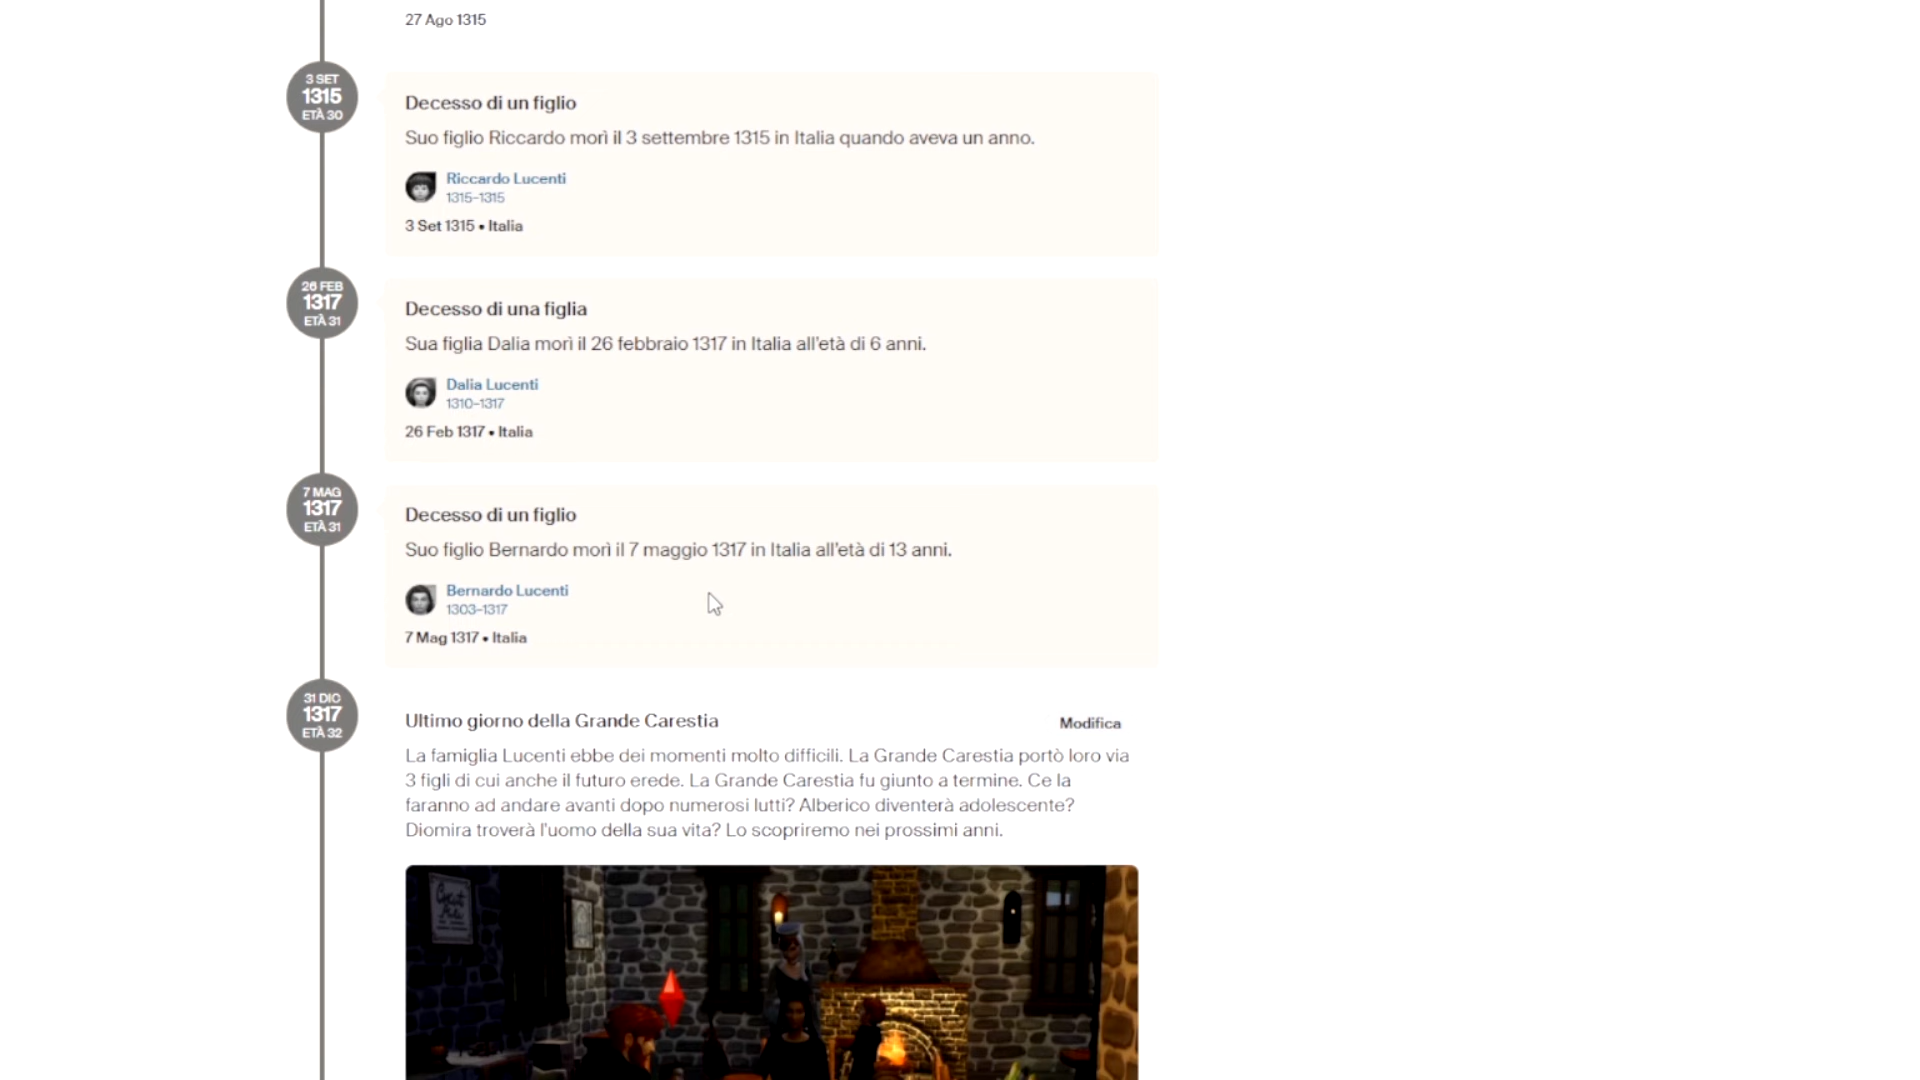 27 Ago 1315
3 SET
1315
ETÀ 30
Decesso di un figlio
Suo figlio Riccardo morì il 3 settembre 1315 in Italia quando aveva un anno.
Riccardo Lucenti
1315–1315
3 Set 1315 • Italia
26 FEB
1317
ETÀ 31
Decesso di una figlia
Sua figlia Dalia morì il 26 febbraio 1317 in Italia all'età di 6 anni.
Dalia Lucenti
1310–1317
26 Feb 1317 • Italia
7 MAG
1317
ETÀ 31
Decesso di un figlio
Suo figlio Bernardo morì il 7 maggio 1317 in Italia all'età di 13 anni.
Bernardo Lucenti
1303–1317
7 Mag 1317 • Italia
31 DIC
1317
ETÀ 32
Ultimo giorno della Grande Carestia
Modifica
La famiglia Lucenti ebbe dei momenti molto difficili. La Grande Carestia portò loro via
3 figli di cui anche il futuro erede. La Grande Carestia fu giunto a termine. Ce la
faranno ad andare avanti dopo numerosi lutti? Alberico diventerà adolescente?
Diomira troverà l'uomo della sua vita? Lo scopriremo nei prossimi anni.